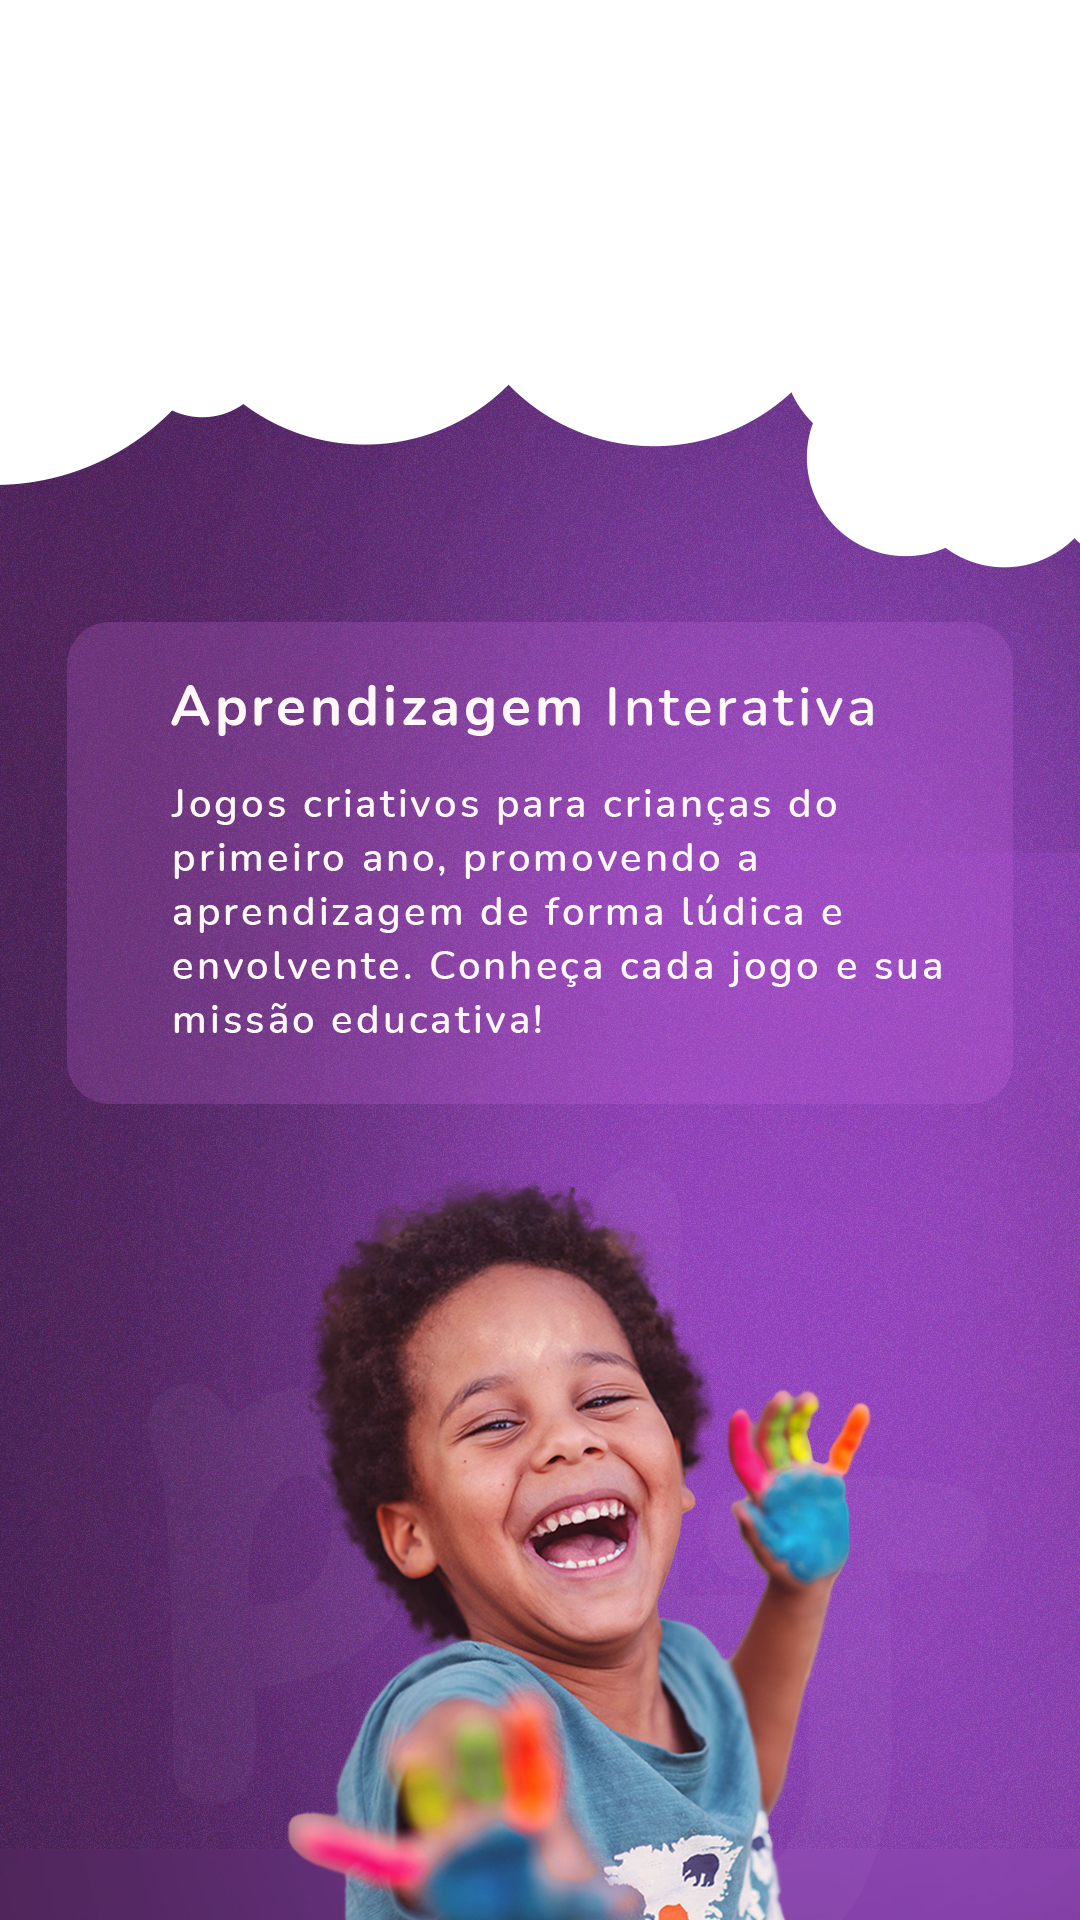 Aprendizagem Interativa
Jogos criativos para crianças do
primeiro ano, promovendo a
aprendizagem de forma lúdica e
envolvente. Conheça cada jogo e sua
missão educativa!